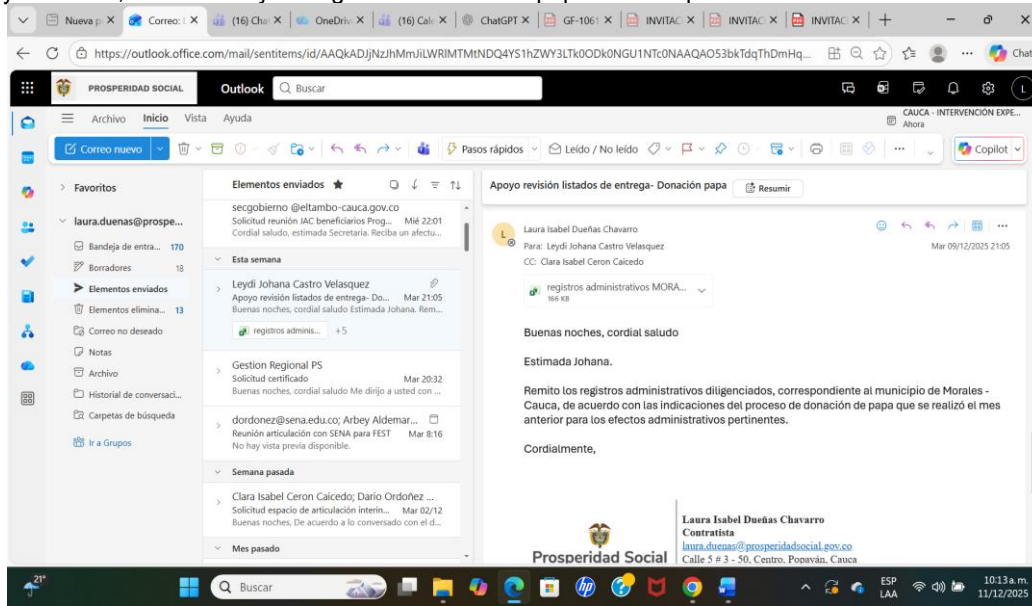 Nueva p
Correo: L
(16) Cha
OneDriv
(16) Cale
ChatGPT
GF-1061
INVITAC
INVITAC
INVITAC
https://outlook.office.com/mail/sentitems/id/
Chat
PROSPERIDAD SOCIAL
Outlook
Buscar
Archivo Inicio Vista Ayuda
CAUCA - INTERVENCIÓN EXPE...
Ahora
Correo nuevo
Pasos rápidos
Leído / No leído
Copilot
Favoritos
laura.duenas@prospe...
Bandeja de entra... 170
Borradores 18
Elementos enviados
Elementos elimina... 13
Correo no deseado
Notas
Archivo
Historial de conversaci...
Carpetas de búsqueda
Ir a Grupos
Elementos enviados
secgobierno @eltambo-cauca.gov.co
Solicitud reunión JAC beneficiarios Prog... Mié 22:01
Cordial saludo, estimada Secretaria. Reciba un afectu...
Esta semana
Leydi Johana Castro Velasquez
Apoyo revisión listados de entrega- Do... Mar 21:05
Buenas noches, cordial saludo Estimada Johana. Rem...
registros adminis... +5
Gestion Regional PS
Solicitud certificado Mar 20:32
Buenas noches, cordial saludo Me dirijo a usted con ...
dordonez@sena.edu.co; Arbey Aldemar...
Reunión articulación con SENA para FEST Mar 8:16
No hay vista previa disponible.
Semana pasada
Clara Isabel Ceron Caicedo; Dario Ordoñez ...
Solicitud espacio de articulación interin... Mar 02/12
Buenas noches, De acuerdo a lo conversado con el d...
Mes pasado
Apoyo revisión listados de entrega- Donación papa
Resumir
L
Laura Isabel Dueñas Chavarro
Para: Leydi Johana Castro Velasquez
CC: Clara Isabel Ceron Caicedo
Mar 09/12/2025 21:05
registros administrativos MORA...
166 KB
Buenas noches, cordial saludo
Estimada Johana.
Remito los registros administrativos diligenciados, correspondiente al municipio de Morales -
Cauca, de acuerdo con las indicaciones del proceso de donación de papa que se realizó el mes
anterior para los efectos administrativos pertinentes.
Cordialmente,
Prosperidad Social
Laura Isabel Dueñas Chavarro
Contratista
laura.duenas@prosperidadsocial.gov.co
Calle 5 # 3 - 50, Centro, Popayán, Cauca
21°
Buscar
ESP
LAA
10:13 a.m.
11/12/2025